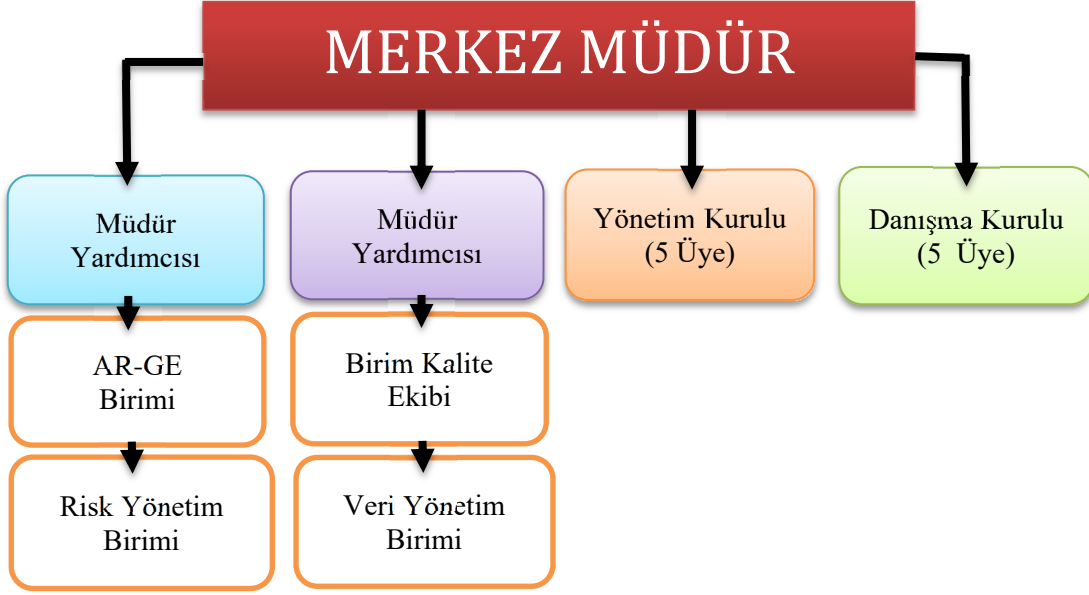 MERKEZ MÜDÜR
Müdür
Yardımcısı
Müdür
Yardımcısı
Yönetim Kurulu
(5 Üye)
Danışma Kurulu
(5 Üye)
AR-GE
Birimi
Birim Kalite
Ekibi
Risk Yönetim
Birimi
Veri Yönetim
Birimi